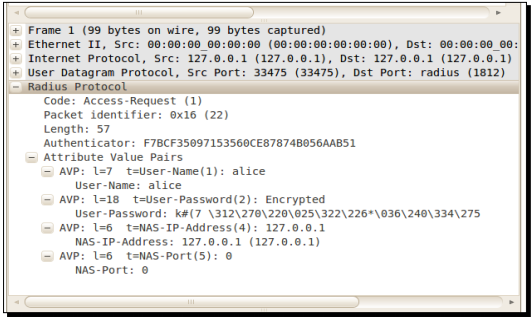 Frame 1 (99 bytes on wire, 99 bytes captured)
Ethernet II, Src: 00:00:00_00:00:00 (00:00:00:00:00:00), Dst: 00:00:00_00:
Internet Protocol, Src: 127.0.0.1 (127.0.0.1), Dst: 127.0.0.1 (127.0.0.1)
User Datagram Protocol, Src Port: 33475 (33475), Dst Port: radius (1812)
Radius Protocol
Code: Access-Request (1)
Packet identifier: 0x16 (22)
Length: 57
Authenticator: F7BCF35097153560CE87874B056AAB51
Attribute Value Pairs
AVP: l=7 t=User-Name(1): alice
User-Name: alice
AVP: l=18 t=User-Password(2): Encrypted
User-Password: k#(7 \312\270\220\025\322\226*\036\240\334\275
AVP: l=6 t=NAS-IP-Address(4): 127.0.0.1
NAS-IP-Address: 127.0.0.1 (127.0.0.1)
AVP: l=6 t=NAS-Port(5): 0
NAS-Port: 0